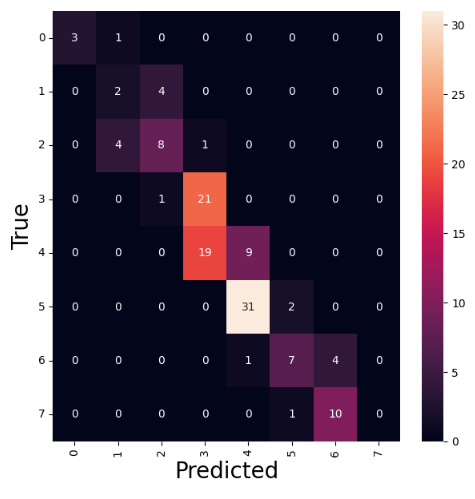 0 3 1 0 0 0 0 0 0
1 0 2 4 0 0 0 0 0
2 0 4 8 1 0 0 0 0
3 0 0 1 21 0 0 0 0
4 0 0 0 19 9 0 0 0
5 0 0 0 0 31 2 0 0
6 0 0 0 0 1 7 4 0
7 0 0 0 0 0 1 10 0
0 1 2 3 4 5 6 7
True
Predicted
30
25
20
15
10
5
0